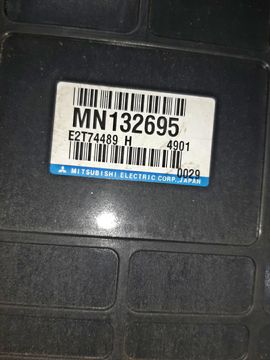 MN132695
E2T74489 H 4901
0029
MITSUBISHI ELECTRIC CORP. JAPAN